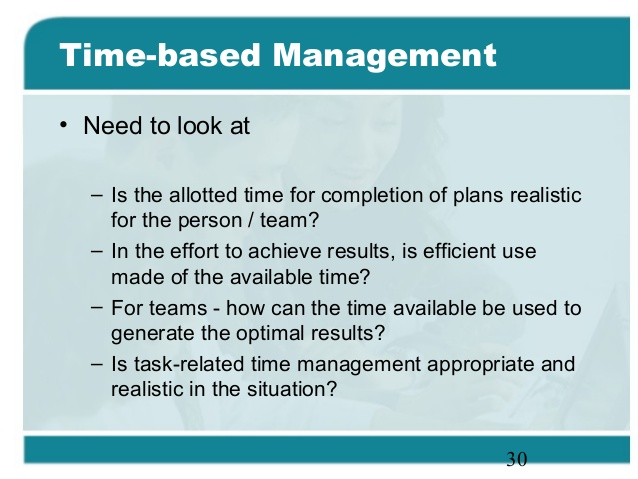 Time-based Management
• Need to look at
– Is the allotted time for completion of plans realistic
for the person / team?
– In the effort to achieve results, is efficient use
made of the available time?
– For teams - how can the time available be used to
generate the optimal results?
– Is task-related time management appropriate and
realistic in the situation?
30